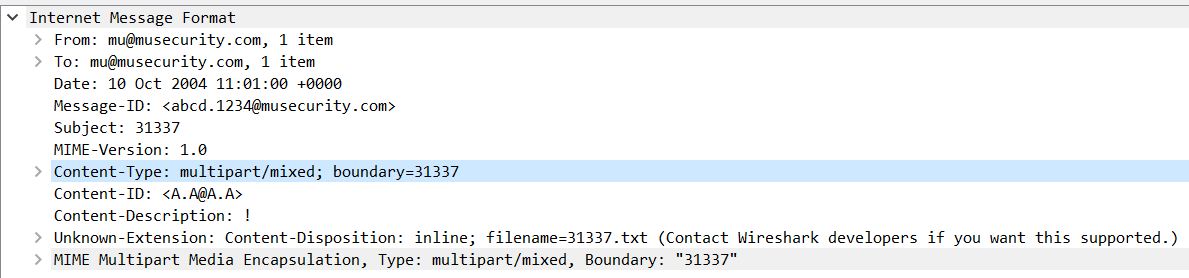 Internet Message Format
From: mu@musecurity.com, 1 item
To: mu@musecurity.com, 1 item
Date: 10 Oct 2004 11:01:00 +0000
Message-ID: <abcd.1234@musecurity.com>
Subject: 31337
MIME-Version: 1.0
Content-Type: multipart/mixed; boundary=31337
Content-ID: <A.A@A.A>
Content-Description: !
Unknown-Extension: Content-Disposition: inline; filename=31337.txt (Contact Wireshark developers if you want this supported.)
MIME Multipart Media Encapsulation, Type: multipart/mixed, Boundary: "31337"